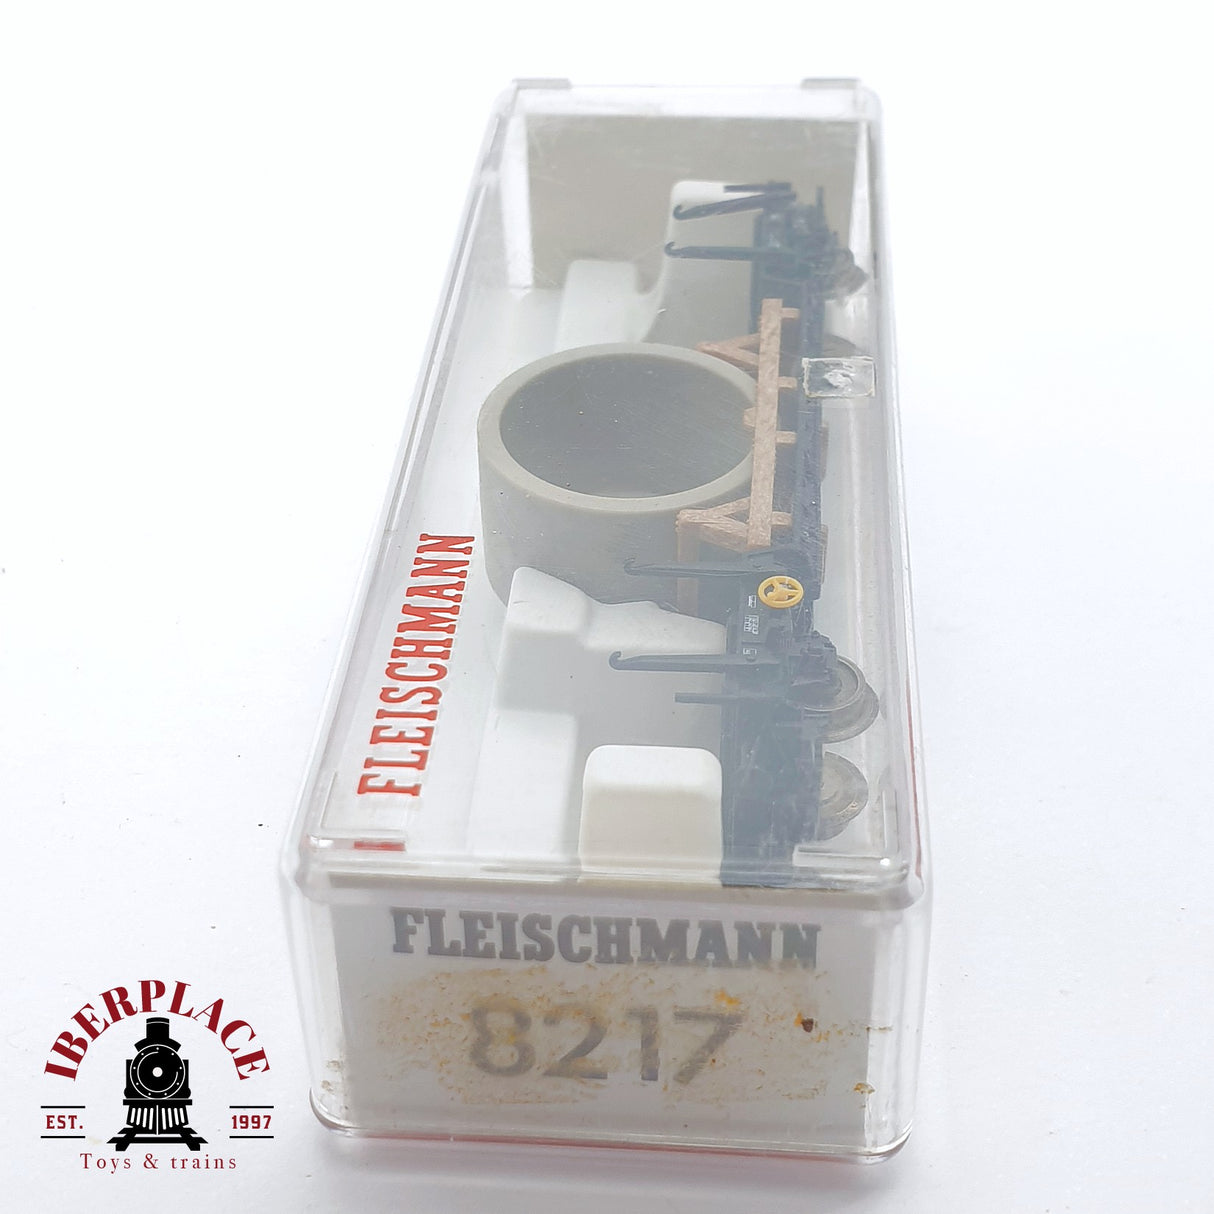 FLEISCHMANN
FLEISCHMANN
8217
IBERPLACE
EST. 1997
Toys & trains